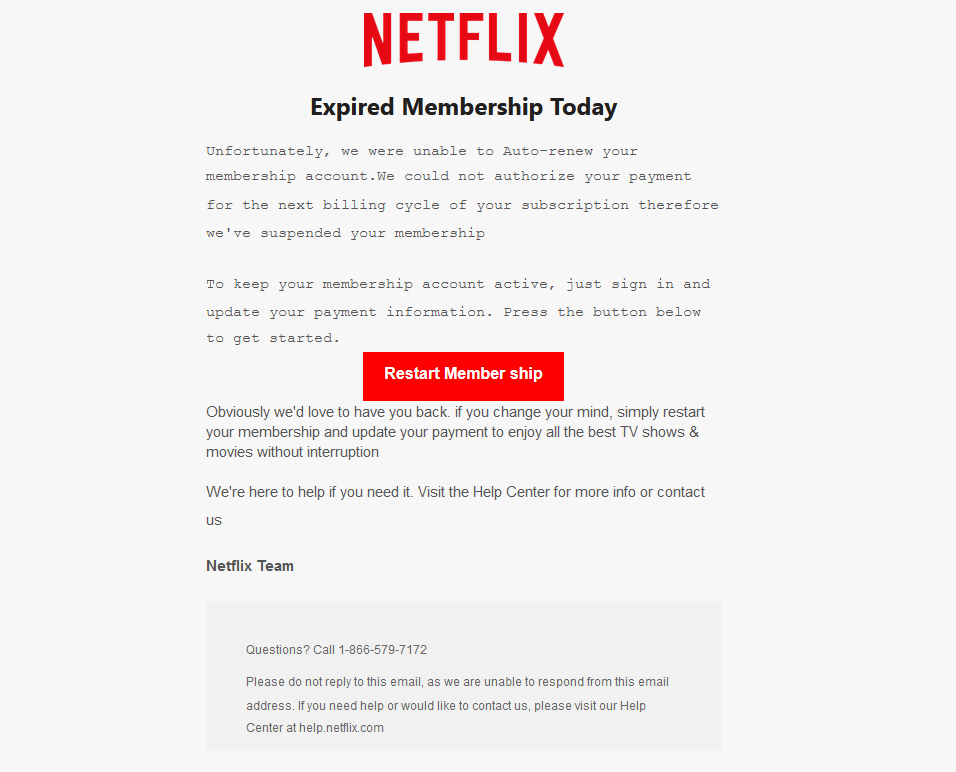 NETFLIX
Expired Membership Today
Unfortunately, we were unable to Auto-renew your
membership account.We could not authorize your payment
for the next billing cycle of your subscription therefore
we've suspended your membership
To keep your membership account active, just sign in and
update your payment information. Press the button below
to get started.
Restart Member ship
Obviously we'd love to have you back. if you change your mind, simply restart
your membership and update your payment to enjoy all the best TV shows &
movies without interruption
We're here to help if you need it. Visit the Help Center for more info or contact
us
Netflix Team
Questions? Call 1-866-579-7172
Please do not reply to this email, as we are unable to respond from this email
address. If you need help or would like to contact us, please visit our Help
Center at help.netflix.com